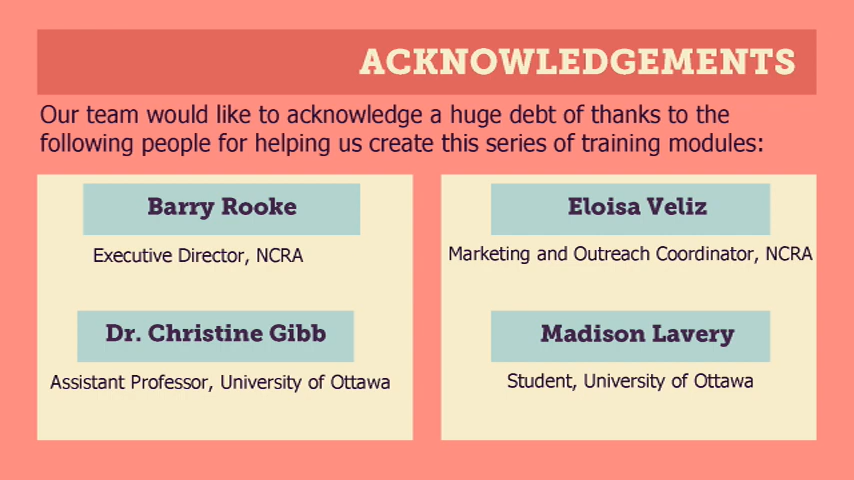 ACKNOWLEDGEMENTS
Our team would like to acknowledge a huge debt of thanks to the
following people for helping us create this series of training modules:
Barry Rooke
Executive Director, NCRA
Dr. Christine Gibb
Assistant Professor, University of Ottawa
Eloisa Veliz
Marketing and Outreach Coordinator, NCRA
Madison Lavery
Student, University of Ottawa